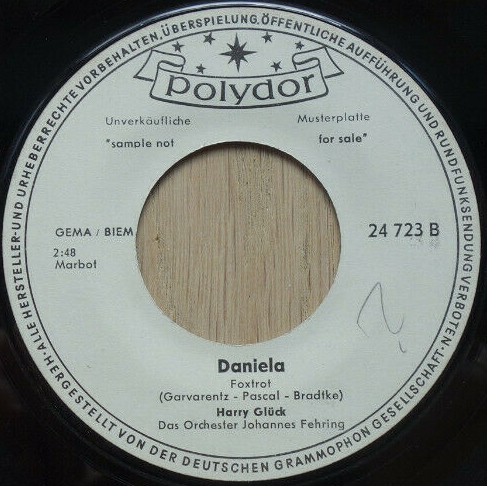 ALLE HERSTELLER- UND URHEBERRECHTE VORBEHALTEN, ÜBERSPIELUNG, ÖFFENTLICHE AUFFÜHRUNG UND RUNDFUNKSENDUNG VERBOTEN
polydor
Unverkäufliche Musterplatte
"sample not for sale"
GEMA / BIEM 24 723 B
2:48
Marbot
Daniela
Foxtrot
(Garvarentz - Pascal - Bradtke)
Harry Glück
Das Orchester Johannes Fehring
HERGESTELLT VON DER DEUTSCHEN GRAMMOPHON GESELLSCHAFT